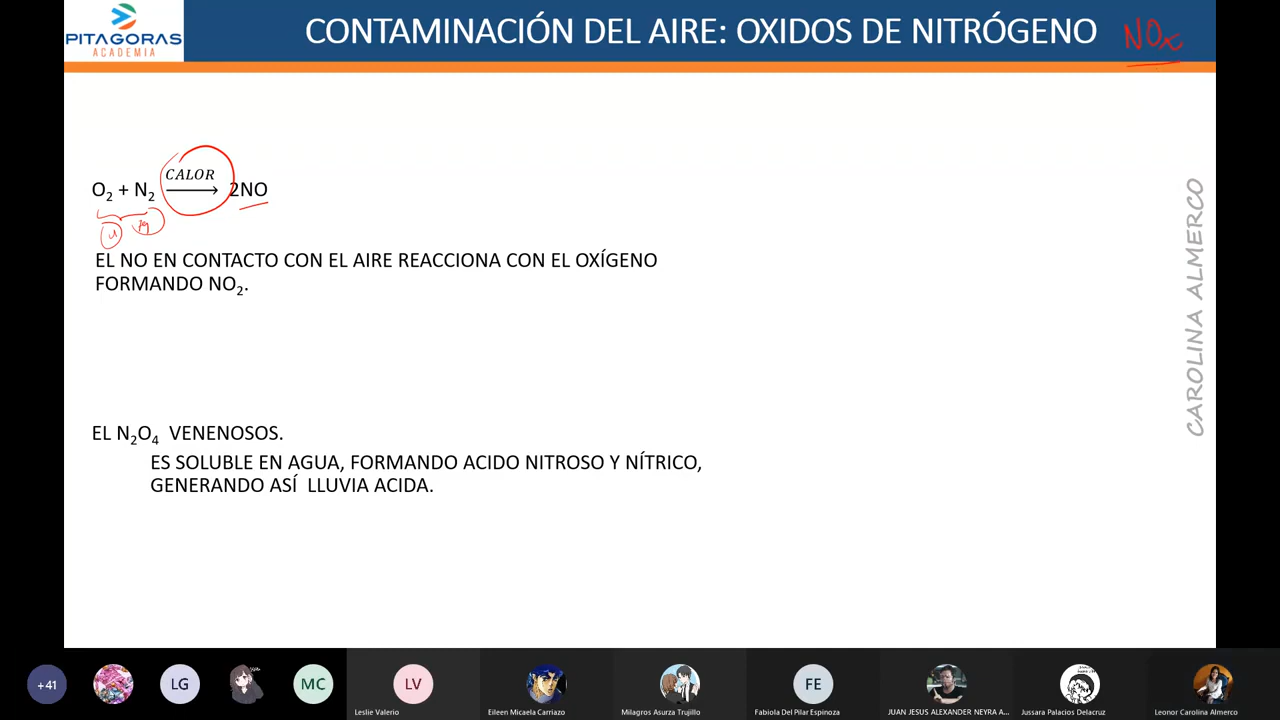 PITAGORAS
ACADEMIA
CONTAMINACIÓN DEL AIRE: OXIDOS DE NITRÓGENO NOx
O₂ + N₂ CALOR → 2NO
EL NO EN CONTACTO CON EL AIRE REACCIONA CON EL OXÍGENO
FORMANDO NO₂.
EL N₂O₄ VENENOSOS.
ES SOLUBLE EN AGUA, FORMANDO ACIDO NITROSO Y NÍTRICO,
GENERANDO ASÍ LLUVIA ACIDA.
CAROLINA ALMERCO
+41
LG
MC
LV
FE
Leslie Valerio
Eileen Micaela Carriazo
Milagros Asurza Trujillo
Fabiola Del Pilar Espinoza
JUAN JESUS ALEXANDER NEYRA A...
Jussara Palacios Delacruz
Leonor Carolina Almerco